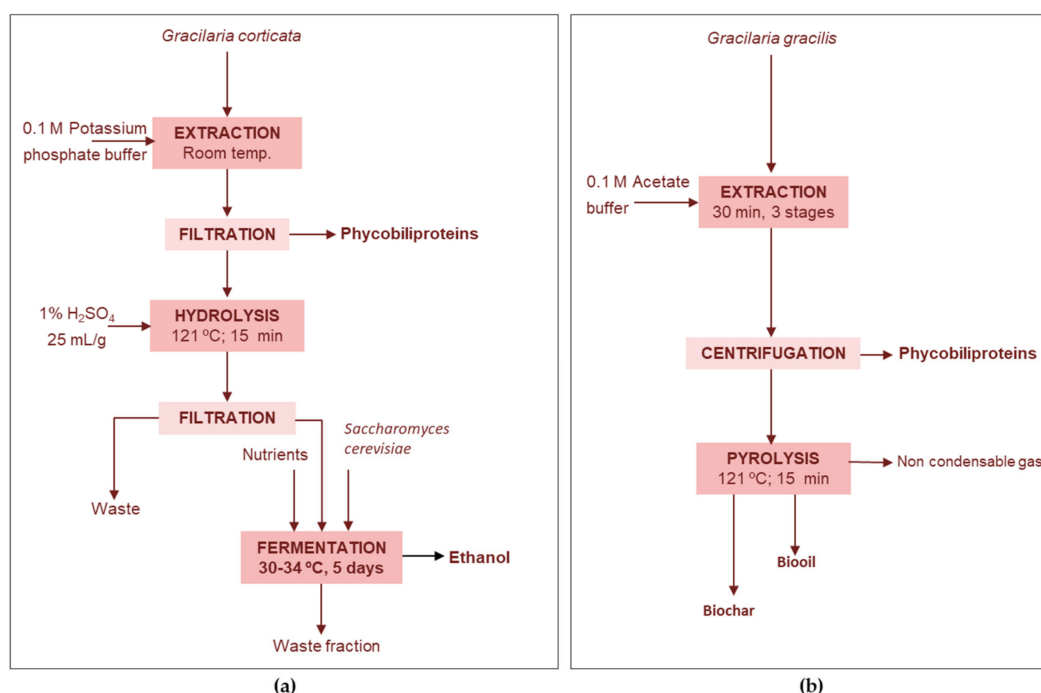 Gracilaria corticata
0.1 M Potassium
phosphate buffer
EXTRACTION
Room temp.
FILTRATION
Phycobiliproteins
1% H₂SO₄
25 mL/g
HYDROLYSIS
121 ºC; 15 min
FILTRATION
Saccharomyces
cerevisiae
Nutrients
Waste
FERMENTATION
30-34 ºC, 5 days
Ethanol
Waste fraction
(a)
Gracilaria gracilis
0.1 M Acetate
buffer
EXTRACTION
30 min, 3 stages
CENTRIFUGATION
Phycobiliproteins
PYROLYSIS
121 ºC; 15 min
Non condensable gas
Biooil
Biochar
(b)